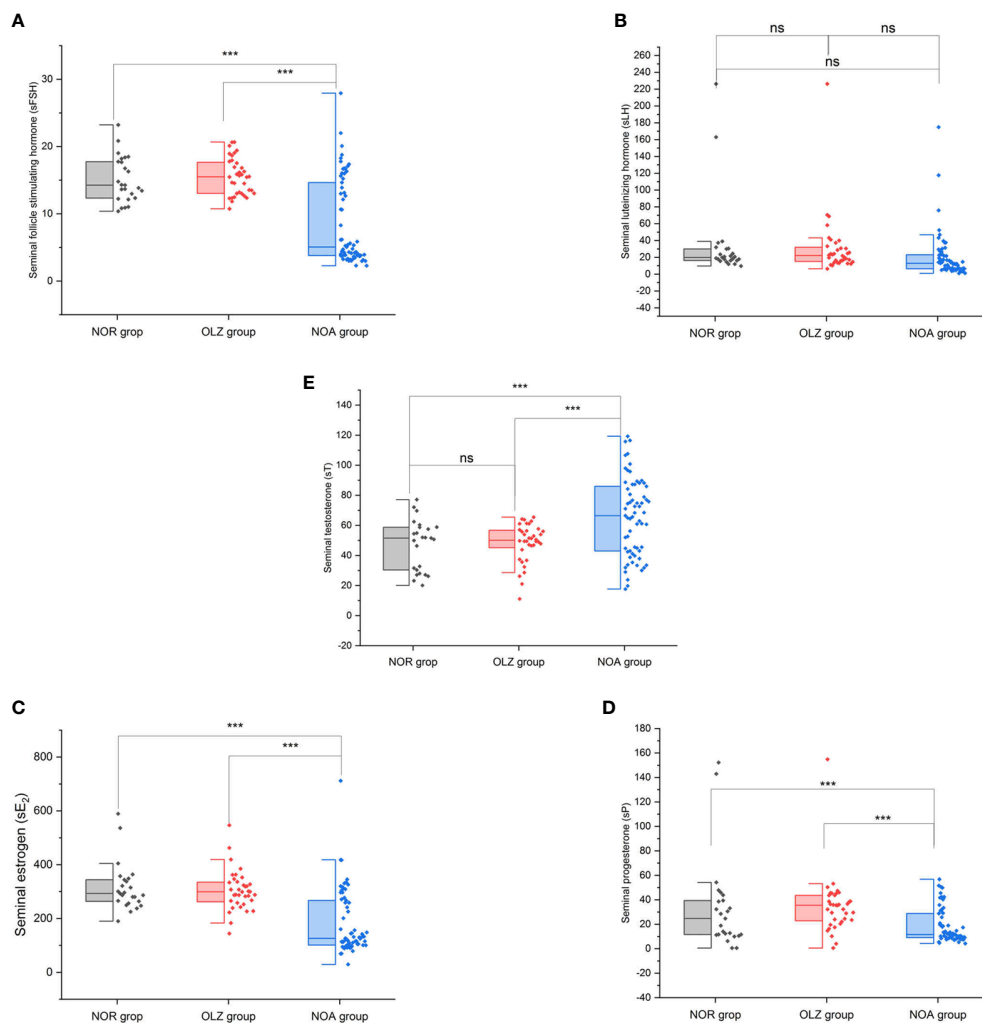 A
Seminal follicle stimulating hormone (sFSH)
30
20
10
0
***
***
NOR grop
OLZ group
NOA group
B
Seminal luteinizing hormone (sLH)
260
240
220
200
180
160
140
120
100
80
60
40
20
0
-20
-40
ns
ns
ns
NOR grop
OLZ group
NOA group
E
Seminal testosterone (sT)
140
120
100
80
60
40
20
0
-20
***
***
ns
NOR grop
OLZ group
NOA group
C
Seminal estrogen (sE₂)
800
600
400
200
0
***
***
NOR grop
OLZ group
NOA group
D
Seminal progesterone (sP)
180
160
140
120
100
80
60
40
20
0
-20
-40
***
***
NOR grop
OLZ group
NOA group